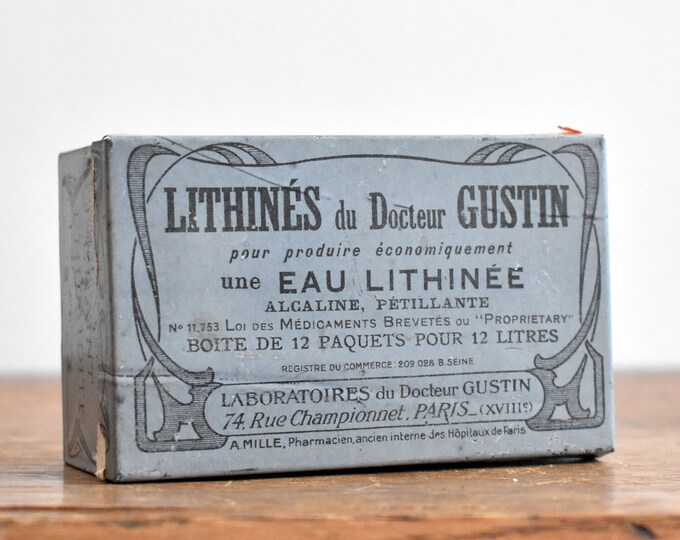 LITHINÉS du Docteur GUSTIN
pour produire économiquement
une EAU LITHINÉE
ALCALINE, PÉTILLANTE
No 11.753 LOI DES MÉDICAMENTS BREVETÉS OU "PROPRIETARY"
BOITE DE 12 PAQUETS POUR 12 LITRES
REGISTRE DU COMMERCE: 209.028 B. SEINE
LABORATOIRES du Docteur GUSTIN
74, Rue Championnet, PARIS_(XVIIIe)
A. MILLE, Pharmacien, ancien interne des Hôpitaux de Paris